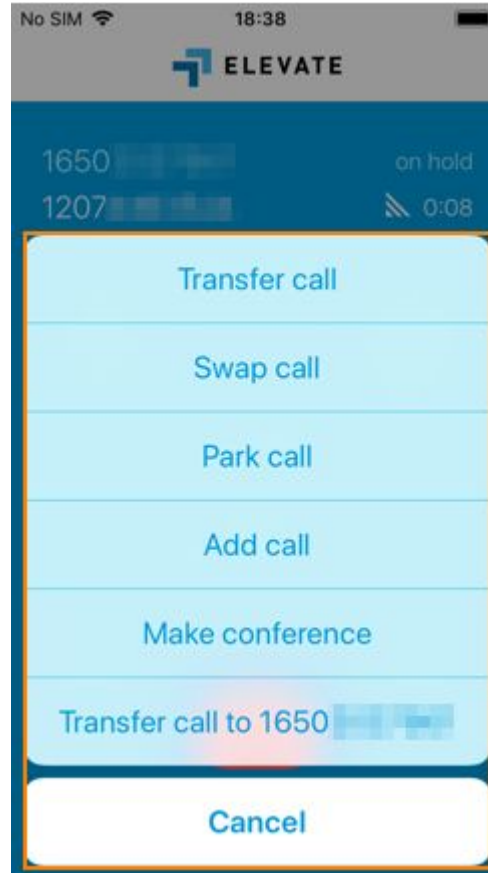 No SIM 18:38
ELEVATE
1650 on hold
1207 0:08
Transfer call
Swap call
Park call
Add call
Make conference
Transfer call to 1650
Cancel